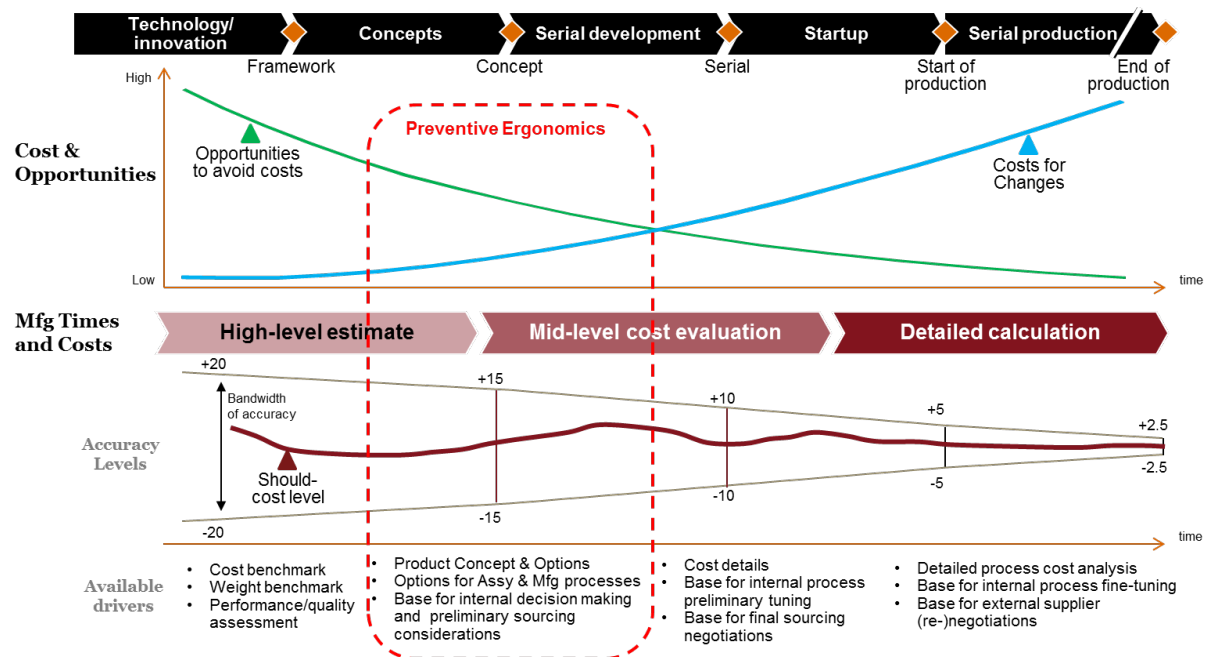 Technology/
innovation
Concepts
Serial development
Startup
Serial production
Framework
Concept
Serial
Start of
production
End of
production
High
Preventive Ergonomics
Cost &
Opportunities
Opportunities
to avoid costs
Costs for
Changes
Low
time
Mfg Times
and Costs
High-level estimate
Mid-level cost evaluation
Detailed calculation
+20
+15
+10
+5
+2.5
Bandwidth
of accuracy
Accuracy
Levels
Should-
cost level
-20
-15
-10
-5
-2.5
time
Available
drivers
• Cost benchmark
• Weight benchmark
• Performance/quality
assessment
• Product Concept & Options
• Options for Assy & Mfg processes
• Base for internal decision making
and preliminary sourcing
considerations
• Cost details
• Base for internal process
preliminary tuning
• Base for final sourcing
negotiations
• Detailed process cost analysis
• Base for internal process fine-tuning
• Base for external supplier
(re-)negotiations